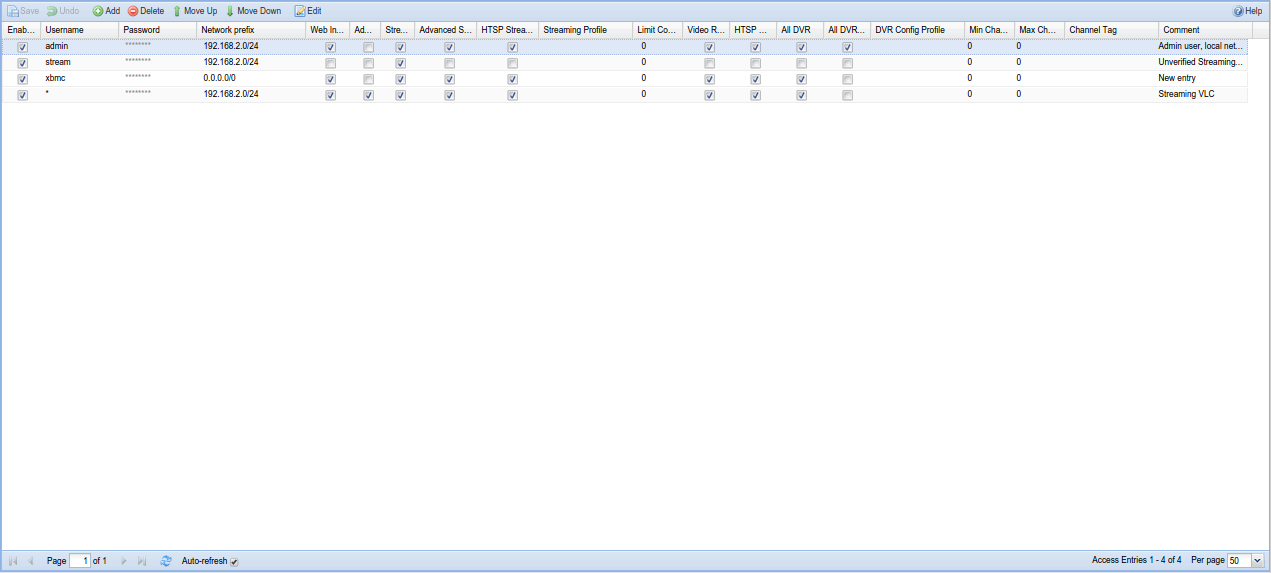 Save Undo Add Delete Move Up Move Down Edit Help
Enab... Username Password Network prefix Web In... Ad... Stre... Advanced S... HTSP Strea... Streaming Profile Limit Co... Video R... HTSP ... All DVR All DVR... DVR Config Profile Min Cha... Max Ch... Channel Tag Comment
admin ******** 192.168.2.0/24 0 0 0 Admin user, local net...
stream ******** 192.168.2.0/24 0 0 0 Unverified Streaming...
xbmc ******** 0.0.0.0/0 0 0 0 New entry
* ******** 192.168.2.0/24 0 0 0 Streaming VLC
Page 1 of 1 Auto-refresh Access Entries 1 - 4 of 4 Per page 50